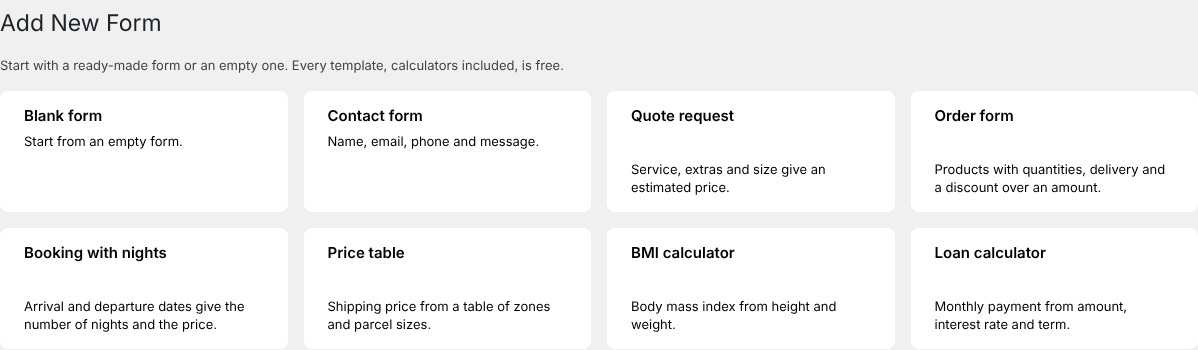 Add New Form
Start with a ready-made form or an empty one. Every template, calculators included, is free.
Blank form
Start from an empty form.
Contact form
Name, email, phone and message.
Quote request
Service, extras and size give an
estimated price.
Order form
Products with quantities, delivery and
a discount over an amount.
Booking with nights
Arrival and departure dates give the
number of nights and the price.
Price table
Shipping price from a table of zones
and parcel sizes.
BMI calculator
Body mass index from height and
weight.
Loan calculator
Monthly payment from amount,
interest rate and term.